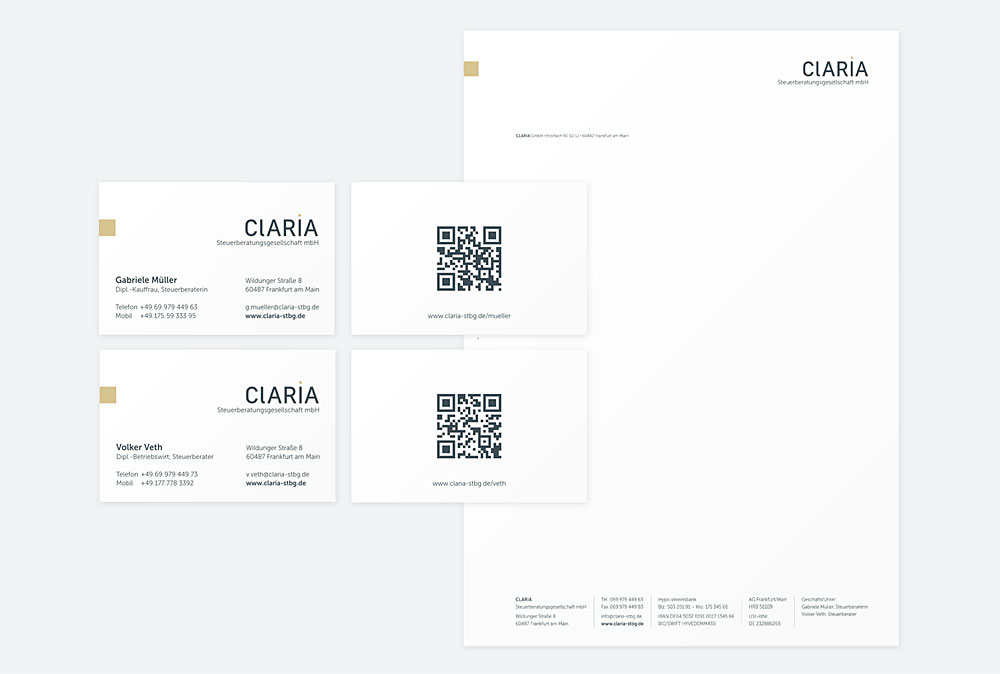 CLARIA
Steuerberatungsgesellschaft mbH
CLARIA GmbH • Postfach 90 02 12 • 60442 Frankfurt am Main
CLARIA
Steuerberatungsgesellschaft mbH
Gabriele Müller
Dipl.-Kauffrau, Steuerberaterin
Telefon +49.69.979 449 63
Mobil +49.175.59 333 95
Wildunger Straße 8
60487 Frankfurt am Main
g.mueller@claria-stbg.de
www.claria-stbg.de
www.claria-stbg.de/mueller
CLARIA
Steuerberatungsgesellschaft mbH
Volker Veth
Dipl.-Betriebswirt, Steuerberater
Telefon +49.69.979 449 73
Mobil +49.177.778 3392
Wildunger Straße 8
60487 Frankfurt am Main
v.veth@claria-stbg.de
www.claria-stbg.de
www.claria-stbg.de/veth
CLARIA
Steuerberatungsgesellschaft mbH
Wildunger Straße 8
60487 Frankfurt am Main
Tel 069.979 449 63
Fax 069.979 449 83
info@claria-stbg.de
www.claria-stbg.de
Hypo Vereinsbank
Blz: 503 201 91 • Kto: 171 345 66
IBAN DE04 5032 0191 0017 1345 66
BIC/SWIFT HYVEDEMM430
AG Frankfurt/Main
HRB 58109
USt-IdNr.
DE 232886269
Geschäftsführer
Gabriele Müller, Steuerberaterin
Volker Veth, Steuerberater